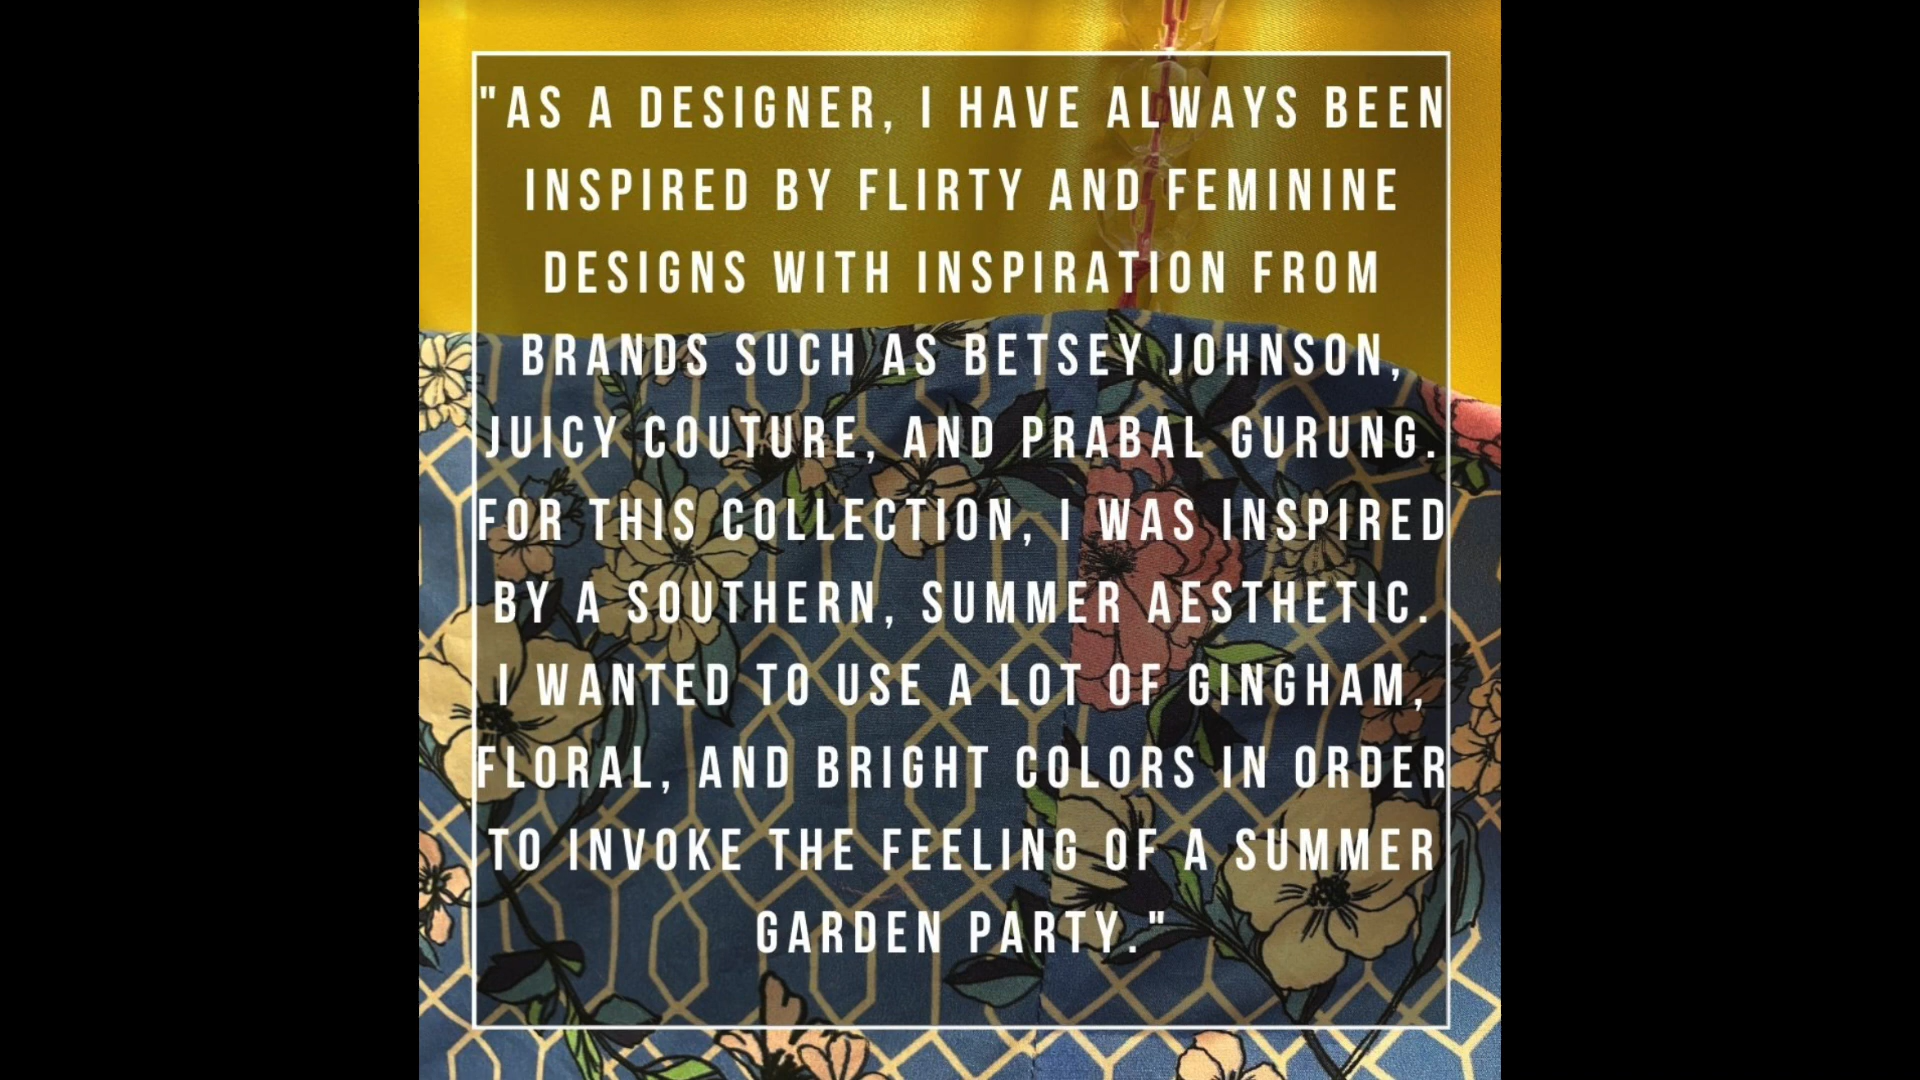 "AS A DESIGNER, I HAVE ALWAYS BEEN
INSPIRED BY FLIRTY AND FEMININE
DESIGNS WITH INSPIRATION FROM
BRANDS SUCH AS BETSEY JOHNSON,
JUICY COUTURE, AND PRABAL GURUNG.
FOR THIS COLLECTION, I WAS INSPIRED
BY A SOUTHERN, SUMMER AESTHETIC.
I WANTED TO USE A LOT OF GINGHAM,
FLORAL, AND BRIGHT COLORS IN ORDER
TO INVOKE THE FEELING OF A SUMMER
GARDEN PARTY."